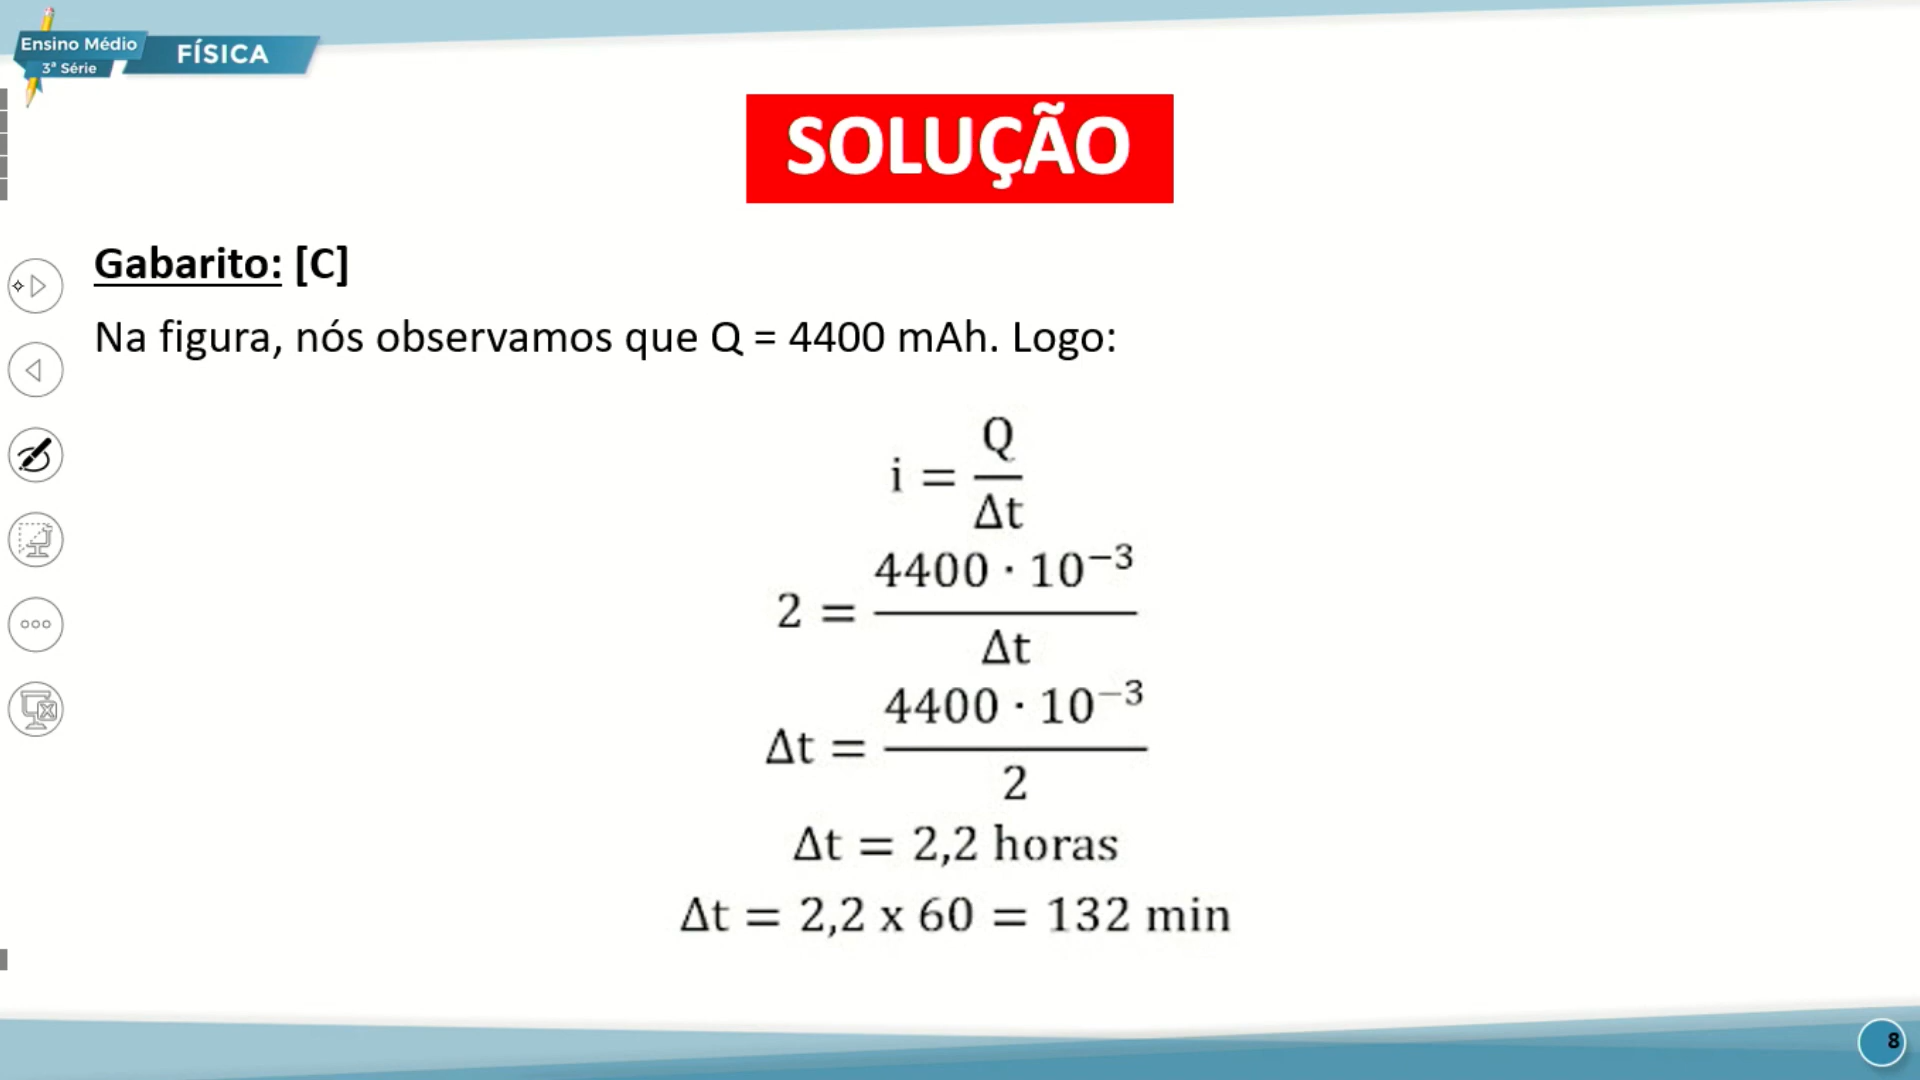 Ensino Médio
3ª Série
FÍSICA
SOLUÇÃO
Gabarito: [C]
Na figura, nós observamos que Q = 4400 mAh. Logo:
i = Q/Δt
2 = 4400 · 10⁻³/Δt
Δt = 4400 · 10⁻³/2
Δt = 2,2 horas
Δt = 2,2 x 60 = 132 min
8